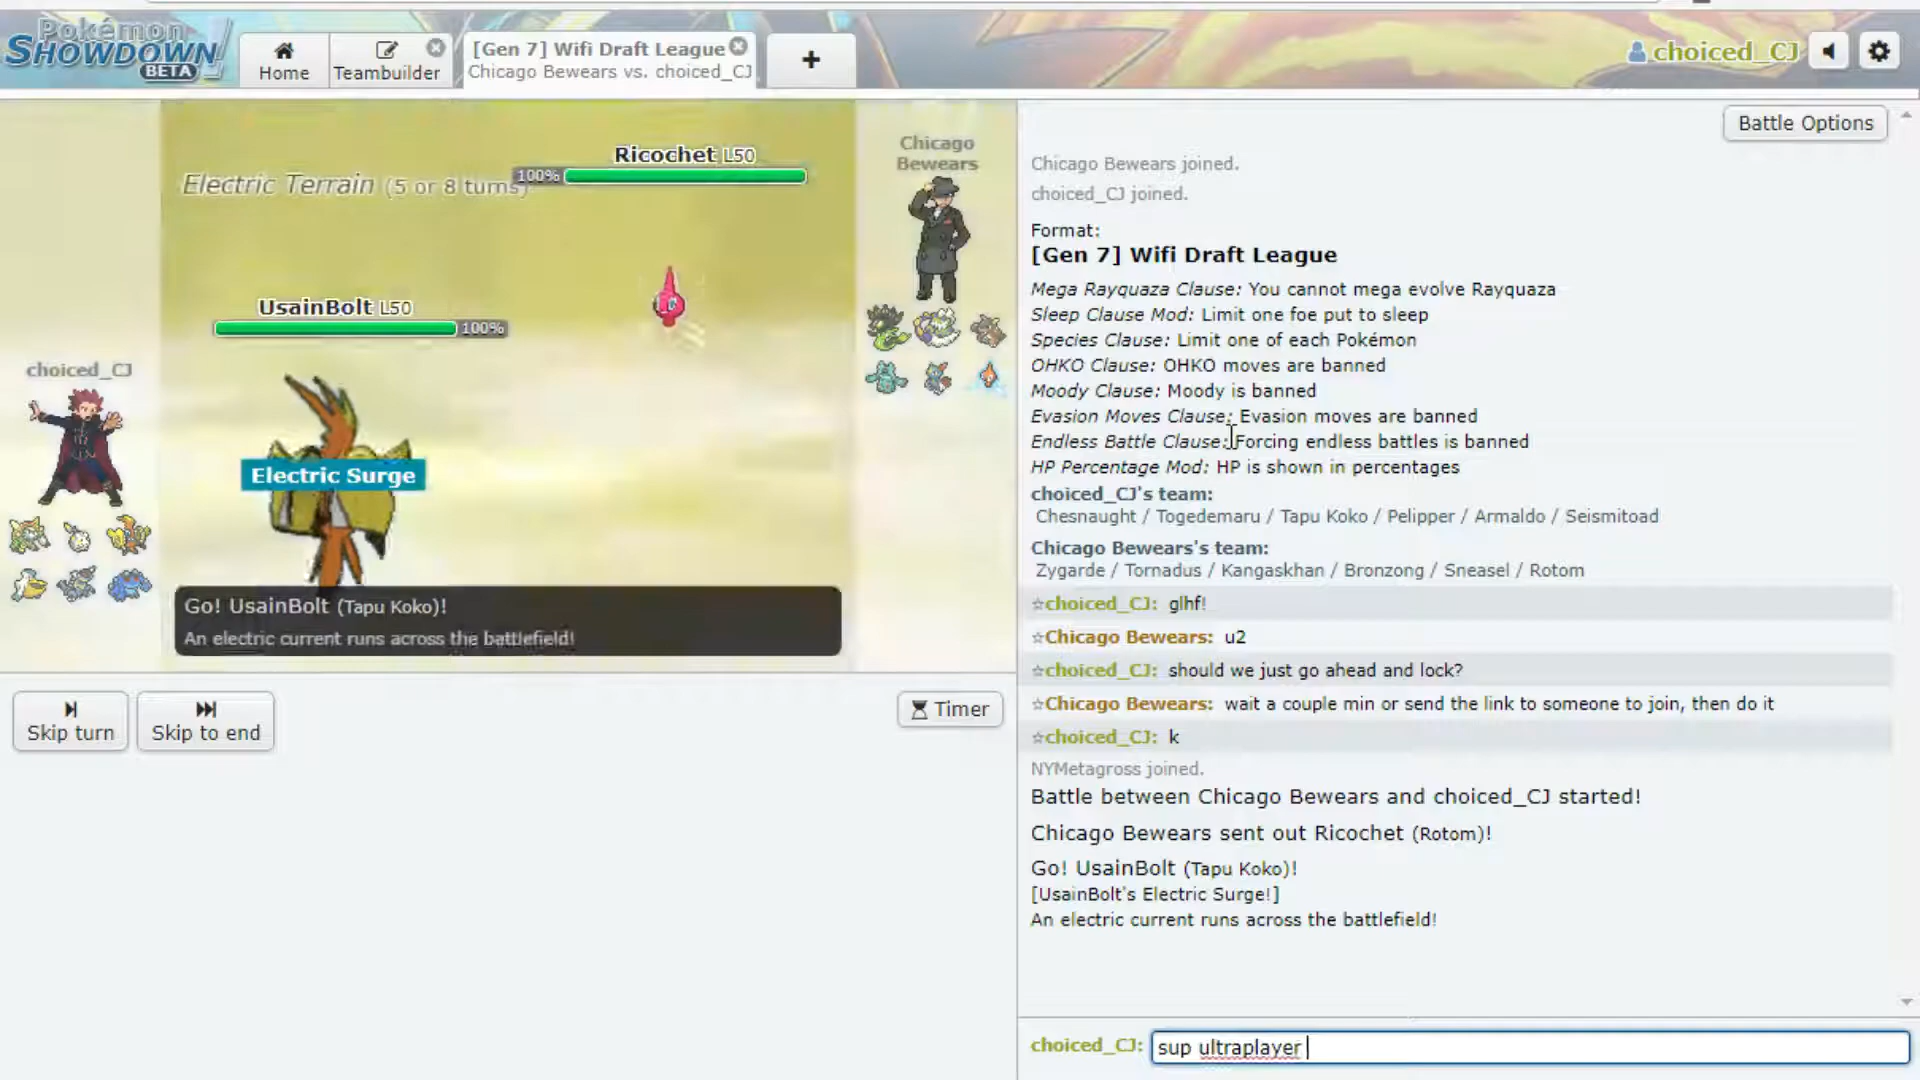 Pokémon
SHOWDOWN
BETA
Home
Teambuilder
[Gen 7] Wifi Draft League
Chicago Bewears vs. choiced_CJ
+
choiced_CJ
Battle Options
Electric Terrain (5 or 8 turns)
Ricochet L50
100%
UsainBolt L50
100%
Electric Surge
Go! UsainBolt (Tapu Koko)!
An electric current runs across the battlefield!
choiced_CJ
Chicago
Bewears
Skip turn
Skip to end
Timer
Chicago Bewears joined.
choiced_CJ joined.
Format:
[Gen 7] Wifi Draft League
Mega Rayquaza Clause: You cannot mega evolve Rayquaza
Sleep Clause Mod: Limit one foe put to sleep
Species Clause: Limit one of each Pokémon
OHKO Clause: OHKO moves are banned
Moody Clause: Moody is banned
Evasion Moves Clause: Evasion moves are banned
Endless Battle Clause: Forcing endless battles is banned
HP Percentage Mod: HP is shown in percentages
choiced_CJ's team:
Chesnaught / Togedemaru / Tapu Koko / Pelipper / Armaldo / Seismitoad
Chicago Bewears's team:
Zygarde / Tornadus / Kangaskhan / Bronzong / Sneasel / Rotom
☆choiced_CJ: glhf!
☆Chicago Bewears: u2
☆choiced_CJ: should we just go ahead and lock?
☆Chicago Bewears: wait a couple min or send the link to someone to join, then do it
☆choiced_CJ: k
NYMetagross joined.
Battle between Chicago Bewears and choiced_CJ started!
Chicago Bewears sent out Ricochet (Rotom)!
Go! UsainBolt (Tapu Koko)!
[UsainBolt's Electric Surge!]
An electric current runs across the battlefield!
choiced_CJ: sup ultraplayer